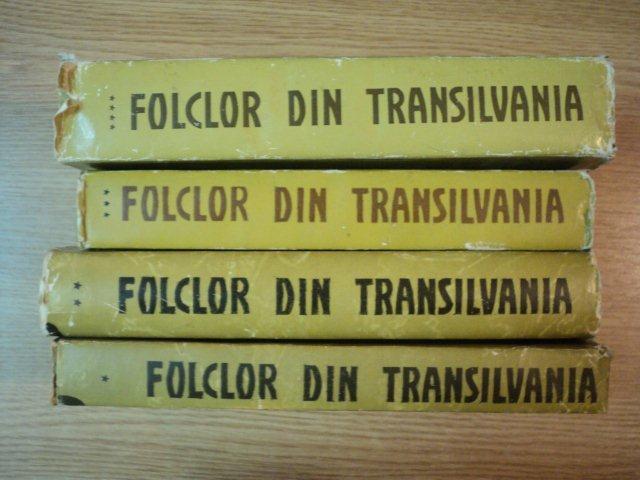 **** FOLCLOR DIN TRANSILVANIA
*** FOLCLOR DIN TRANSILVANIA
** FOLCLOR DIN TRANSILVANIA
* FOLCLOR DIN TRANSILVANIA